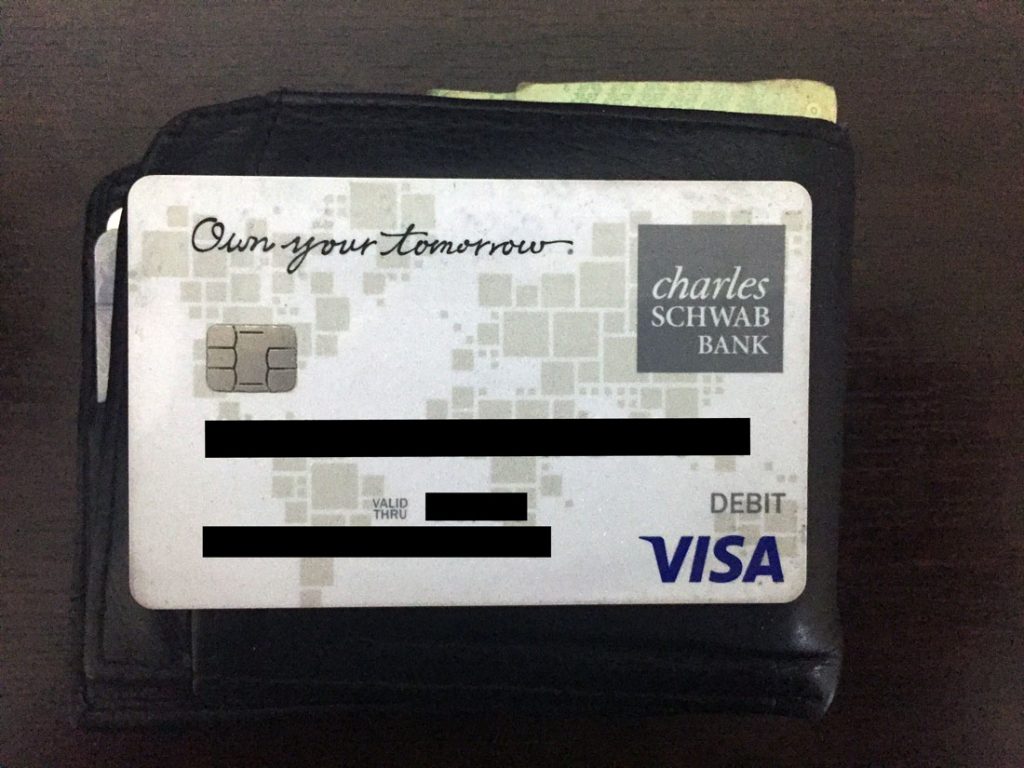 Own your tomorrow.
charles
SCHWAB
BANK
VALID
THRU
DEBIT
VISA